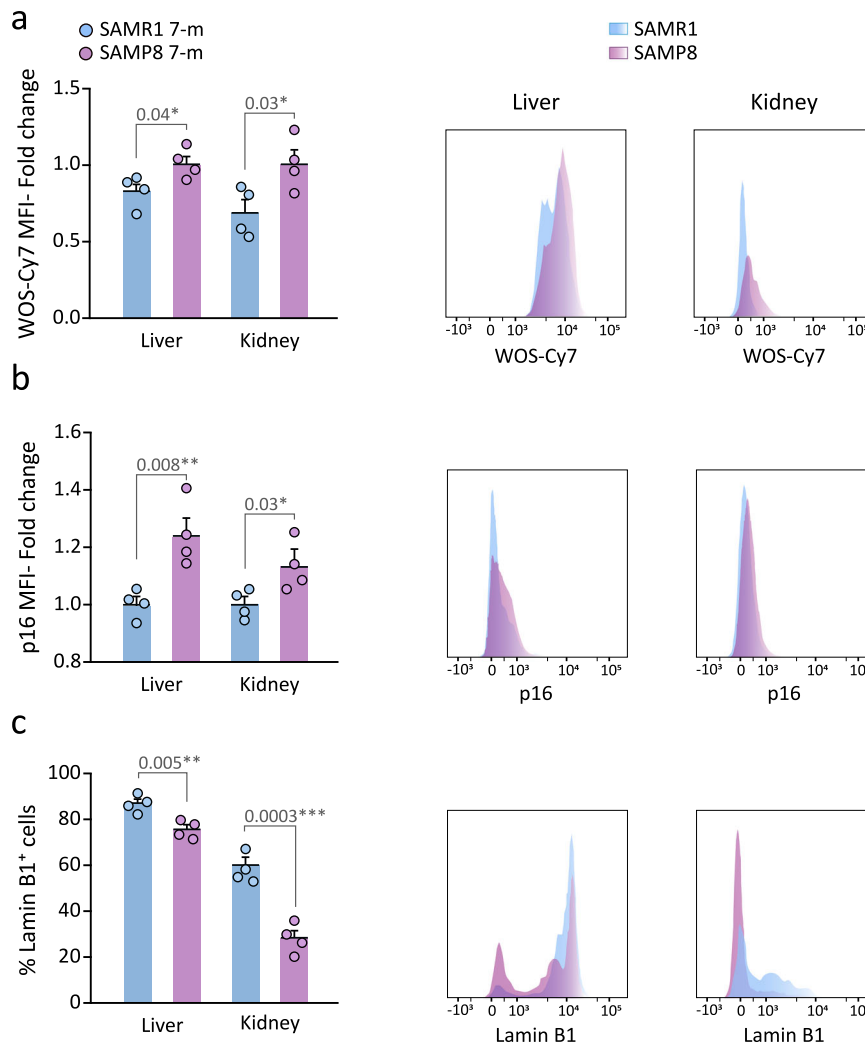 a
SAMR1 7-m
SAMP8 7-m
SAMR1
SAMP8
WOS-Cy7 MFI- Fold change
1.5
1.0
0.5
0.0
0.04*
0.03*
Liver
Kidney
Liver
-10³ 0 10³ 10⁴ 10⁵
WOS-Cy7
Kidney
-10³ 0 10³ 10⁴ 10⁵
WOS-Cy7
b
p16 MFI- Fold change
1.6
1.4
1.2
1.0
0.8
0.008**
0.03*
Liver
Kidney
-10³ 0 10³ 10⁴ 10⁵
p16
-10³ 0 10³ 10⁴ 10⁵
p16
c
% Lamin B1⁺ cells
100
80
60
40
20
0
0.005**
0.0003***
Liver
Kidney
-10³ 0 10³ 10⁴ 10⁵
Lamin B1
-10³ 0 10³ 10⁴ 10⁵
Lamin B1